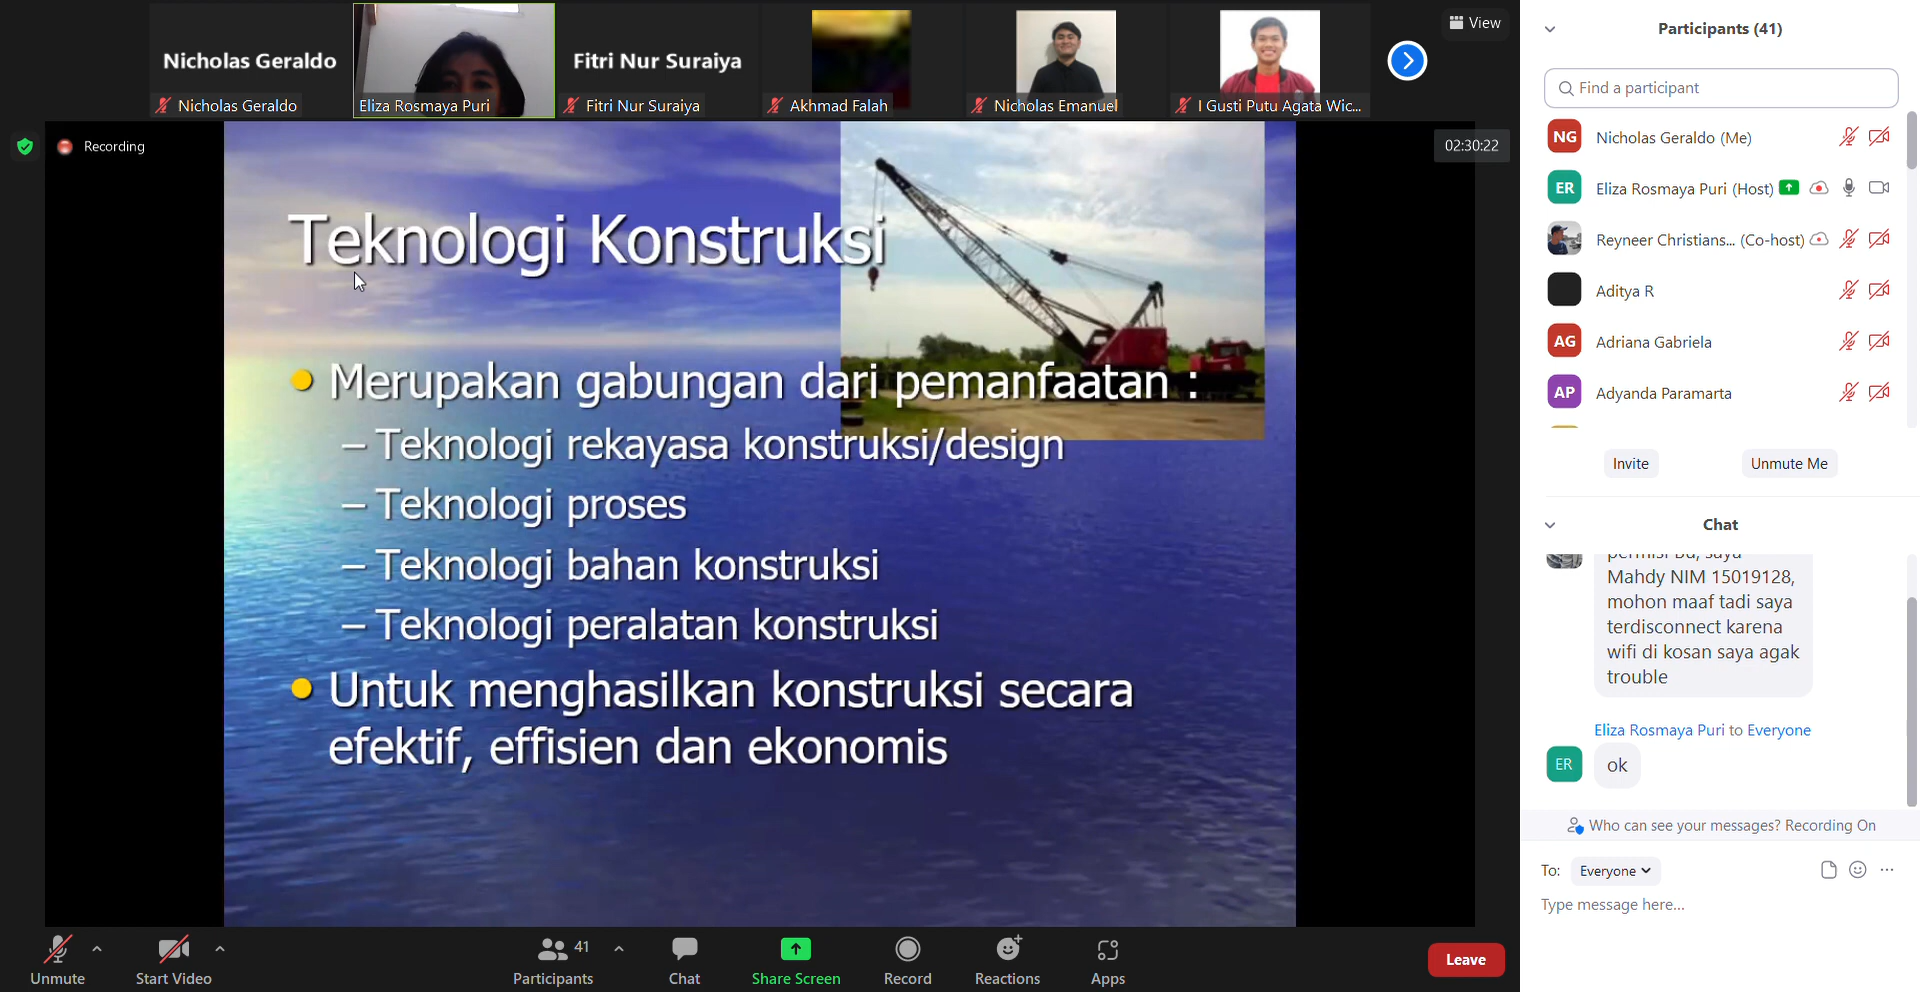 Nicholas Geraldo
Nicholas Geraldo
Eliza Rosmaya Puri
Fitri Nur Suraiya
Fitri Nur Suraiya
Akhmad Falah
Nicholas Emanuel
I Gusti Putu Agata Wic...
View
Recording
02:30:22
Teknologi Konstruksi
Merupakan gabungan dari pemanfaatan :
– Teknologi rekayasa konstruksi/design
– Teknologi proses
– Teknologi bahan konstruksi
– Teknologi peralatan konstruksi
Untuk menghasilkan konstruksi secara
efektif, effisien dan ekonomis
Unmute
Start Video
41
Participants
Chat
Share Screen
Record
Reactions
Apps
Leave
Participants (41)
Find a participant
NG Nicholas Geraldo (Me)
ER Eliza Rosmaya Puri (Host)
Reyneer Christians... (Co-host)
Aditya R
AG Adriana Gabriela
AP Adyanda Paramarta
Invite
Unmute Me
Chat
permisi Bu, saya
Mahdy NIM 15019128,
mohon maaf tadi saya
terdisconnect karena
wifi di kosan saya agak
trouble
Eliza Rosmaya Puri to Everyone
ER ok
Who can see your messages? Recording On
To: Everyone
Type message here...